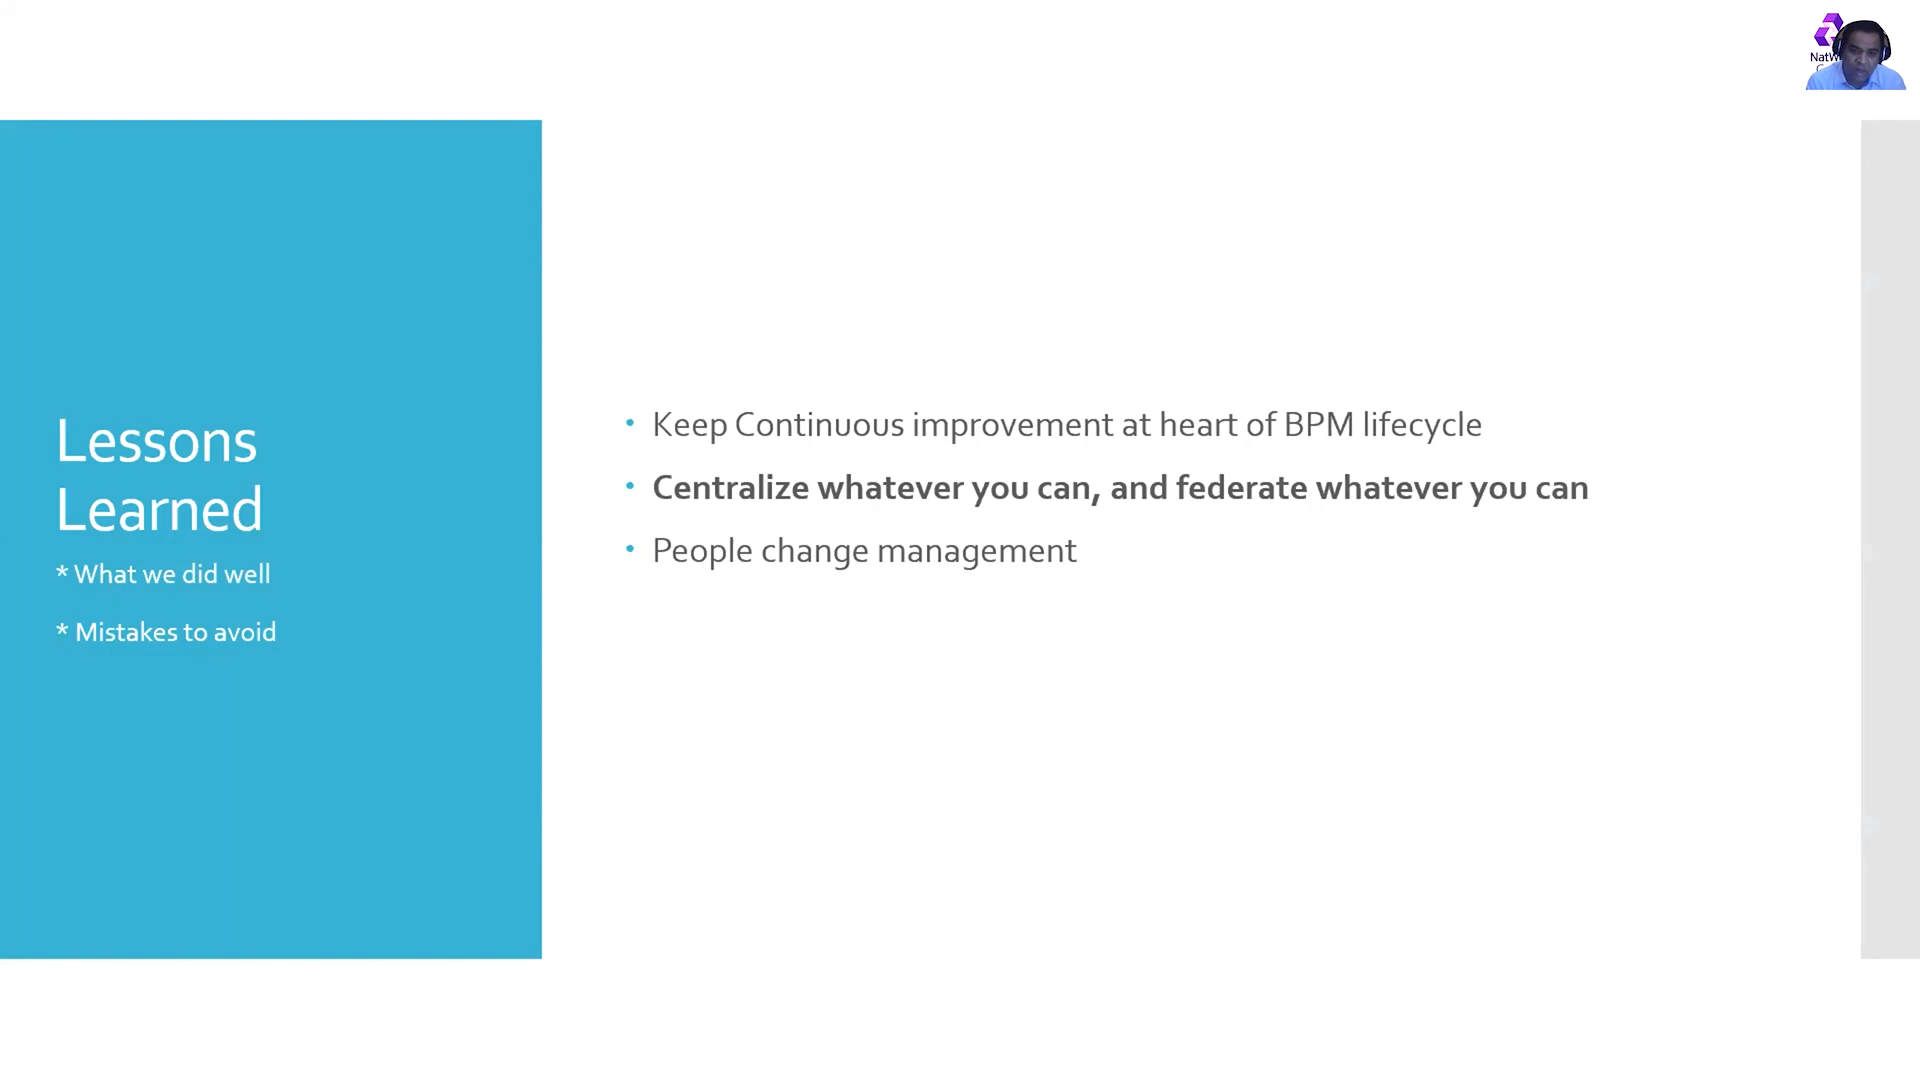 Lessons
Learned
* What we did well
* Mistakes to avoid
• Keep Continuous improvement at heart of BPM lifecycle
• Centralize whatever you can, and federate whatever you can
• People change management